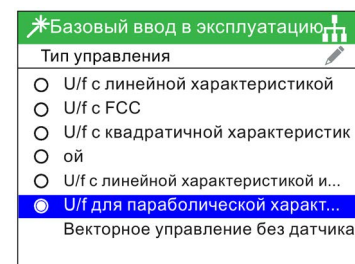 Базовый ввод в эксплуатацию
Тип управления
U/f с линейной характеристикой
U/f с FCC
U/f с квадратичной характеристик
ой
U/f с линейной характеристикой и...
U/f для параболической характ...
Векторное управление без датчика